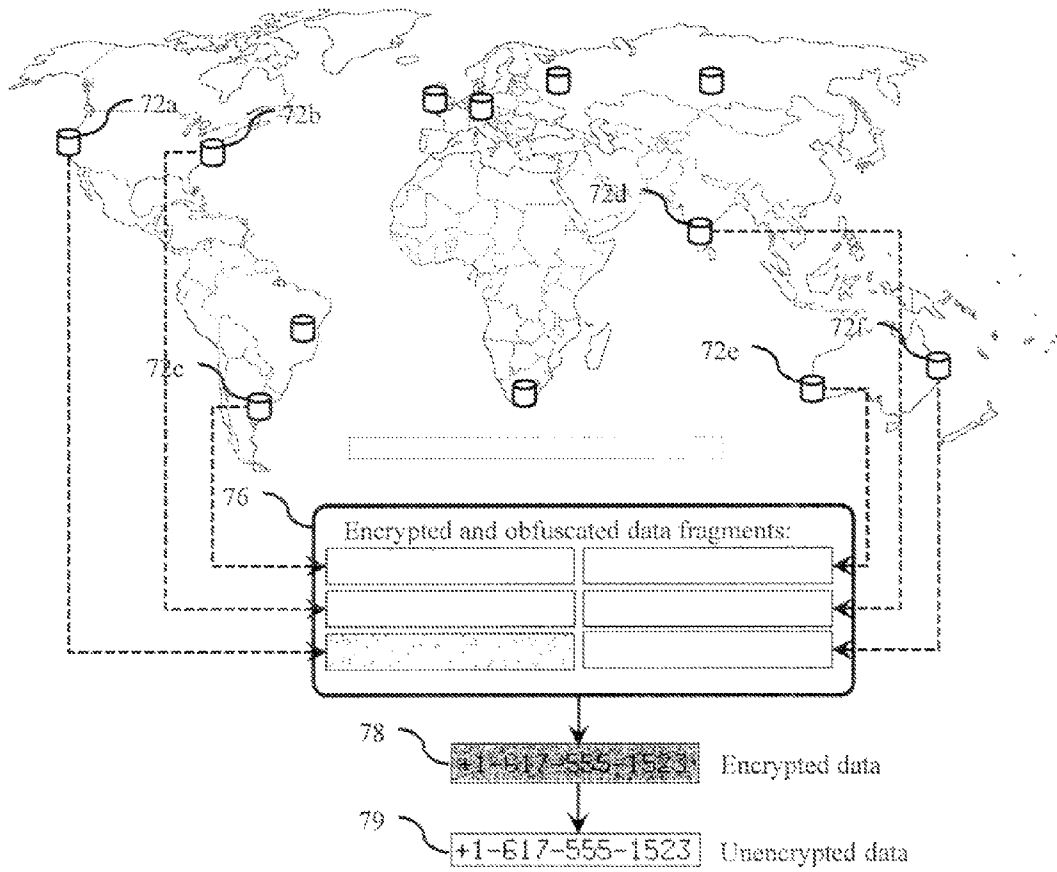 72a
72b
72d
72f
72e
72c
76
Encrypted and obfuscated data fragments:
78
+1-617-555-1523
Encrypted data
79
+1-617-555-1523
Unencrypted data